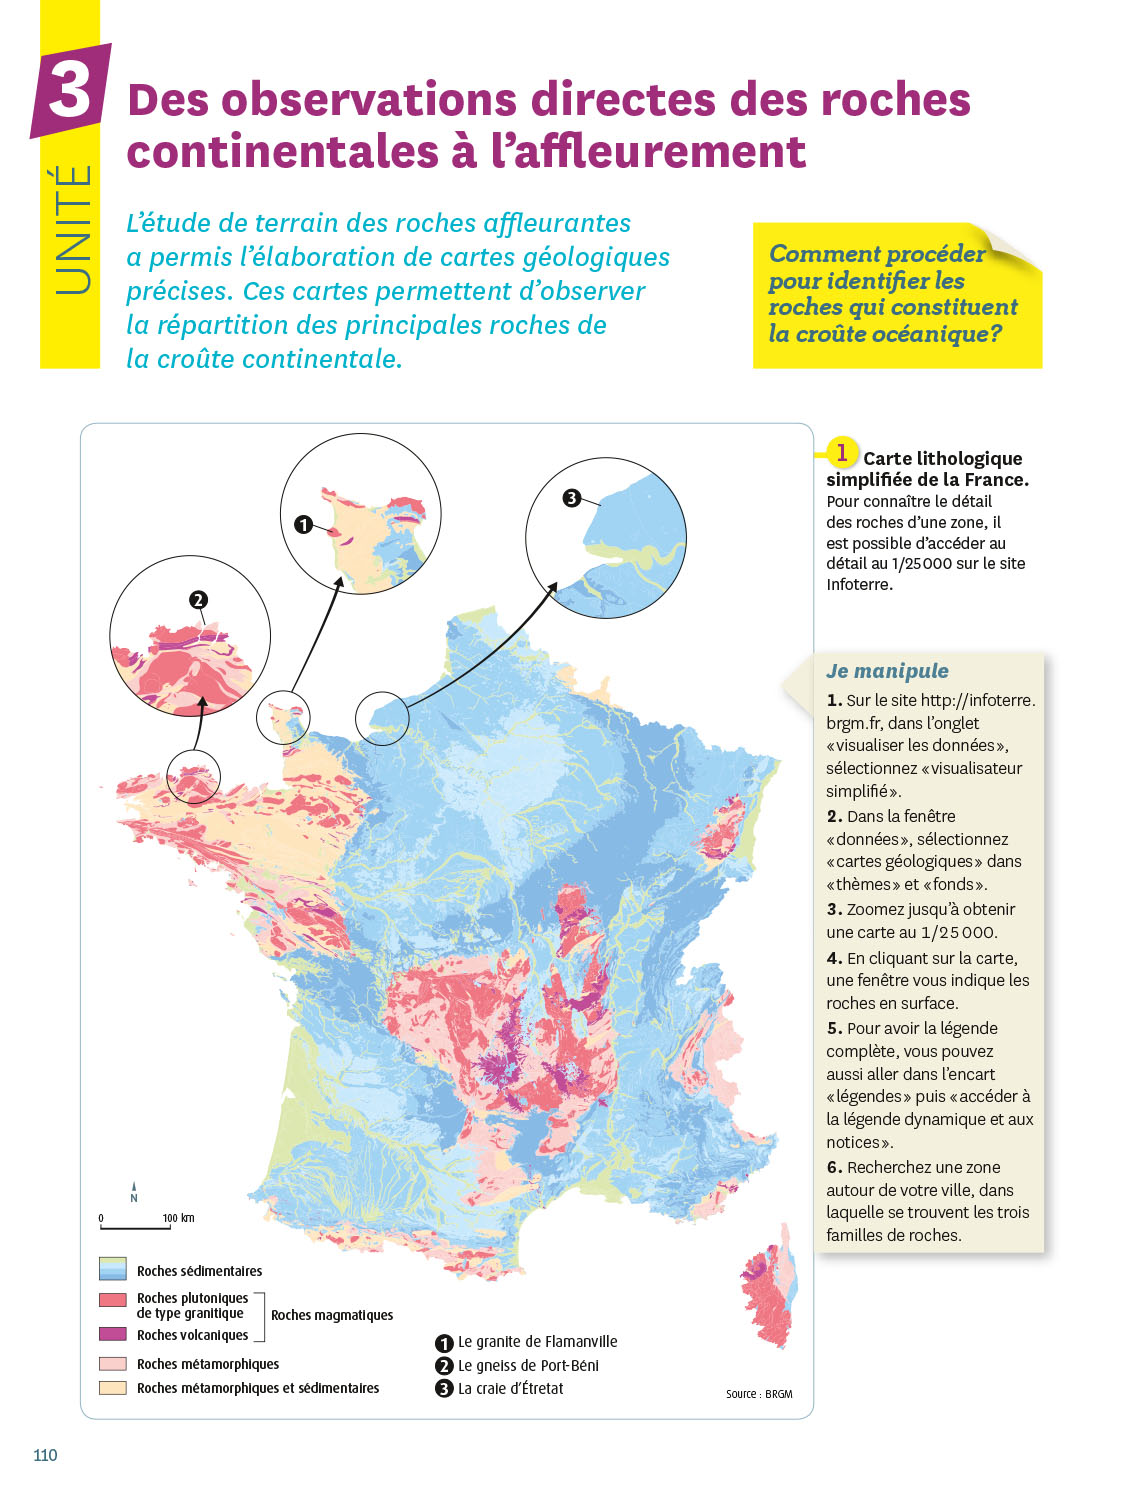 3
UNITÉ
Des observations directes des roches
continentales à l’affleurement
L’étude de terrain des roches affleurantes
a permis l’élaboration de cartes géologiques
précises. Ces cartes permettent d’observer
la répartition des principales roches de
la croûte continentale.
Comment procéder
pour identifier les
roches qui constituent
la croûte océanique?
1 Carte lithologique
simplifiée de la France.
Pour connaître le détail
des roches d’une zone, il
est possible d’accéder au
détail au 1/25000 sur le site
Infoterre.
1
2
3
Je manipule
1. Sur le site http://infoterre.
brgm.fr, dans l’onglet
«visualiser les données»,
sélectionnez «visualisateur
simplifié».
2. Dans la fenêtre
«données», sélectionnez
«cartes géologiques» dans
«thèmes» et «fonds».
3. Zoomez jusqu’à obtenir
une carte au 1/25 000.
4. En cliquant sur la carte,
une fenêtre vous indique les
roches en surface.
5. Pour avoir la légende
complète, vous pouvez
aussi aller dans l’encart
«légendes» puis «accéder à
la légende dynamique et aux
notices».
6. Recherchez une zone
autour de votre ville, dans
laquelle se trouvent les trois
familles de roches.
N
0 100 km
Roches sédimentaires
Roches plutoniques
de type granitique
Roches magmatiques
Roches volcaniques
Roches métamorphiques
Roches métamorphiques et sédimentaires
1 Le granite de Flamanville
2 Le gneiss de Port-Béni
3 La craie d’Étretat
Source : BRGM
110